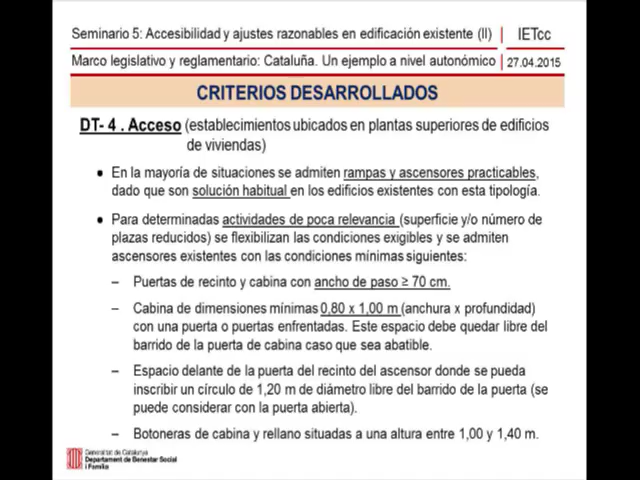 Seminario 5: Accesibilidad y ajustes razonables en edificación existente (II)
IETcc
Marco legislativo y reglamentario: Cataluña. Un ejemplo a nivel autonómico
27.04.2015
CRITERIOS DESARROLLADOS
DT- 4 . Acceso (establecimientos ubicados en plantas superiores de edificios
de viviendas)
• En la mayoría de situaciones se admiten rampas y ascensores practicables,
dado que son solución habitual en los edificios existentes con esta tipología.
• Para determinadas actividades de poca relevancia (superficie y/o número de
plazas reducidos) se flexibilizan las condiciones exigibles y se admiten
ascensores existentes con las condiciones mínimas siguientes:
– Puertas de recinto y cabina con ancho de paso ≥ 70 cm.
– Cabina de dimensiones mínimas 0,80 x 1,00 m (anchura x profundidad)
con una puerta o puertas enfrentadas. Este espacio debe quedar libre del
barrido de la puerta de cabina caso que sea abatible.
– Espacio delante de la puerta del recinto del ascensor donde se pueda
inscribir un círculo de 1,20 m de diámetro libre del barrido de la puerta (se
puede considerar con la puerta abierta).
– Botoneras de cabina y rellano situadas a una altura entre 1,00 y 1,40 m.
Generalitat de Catalunya
Departament de Benestar Social
i Família